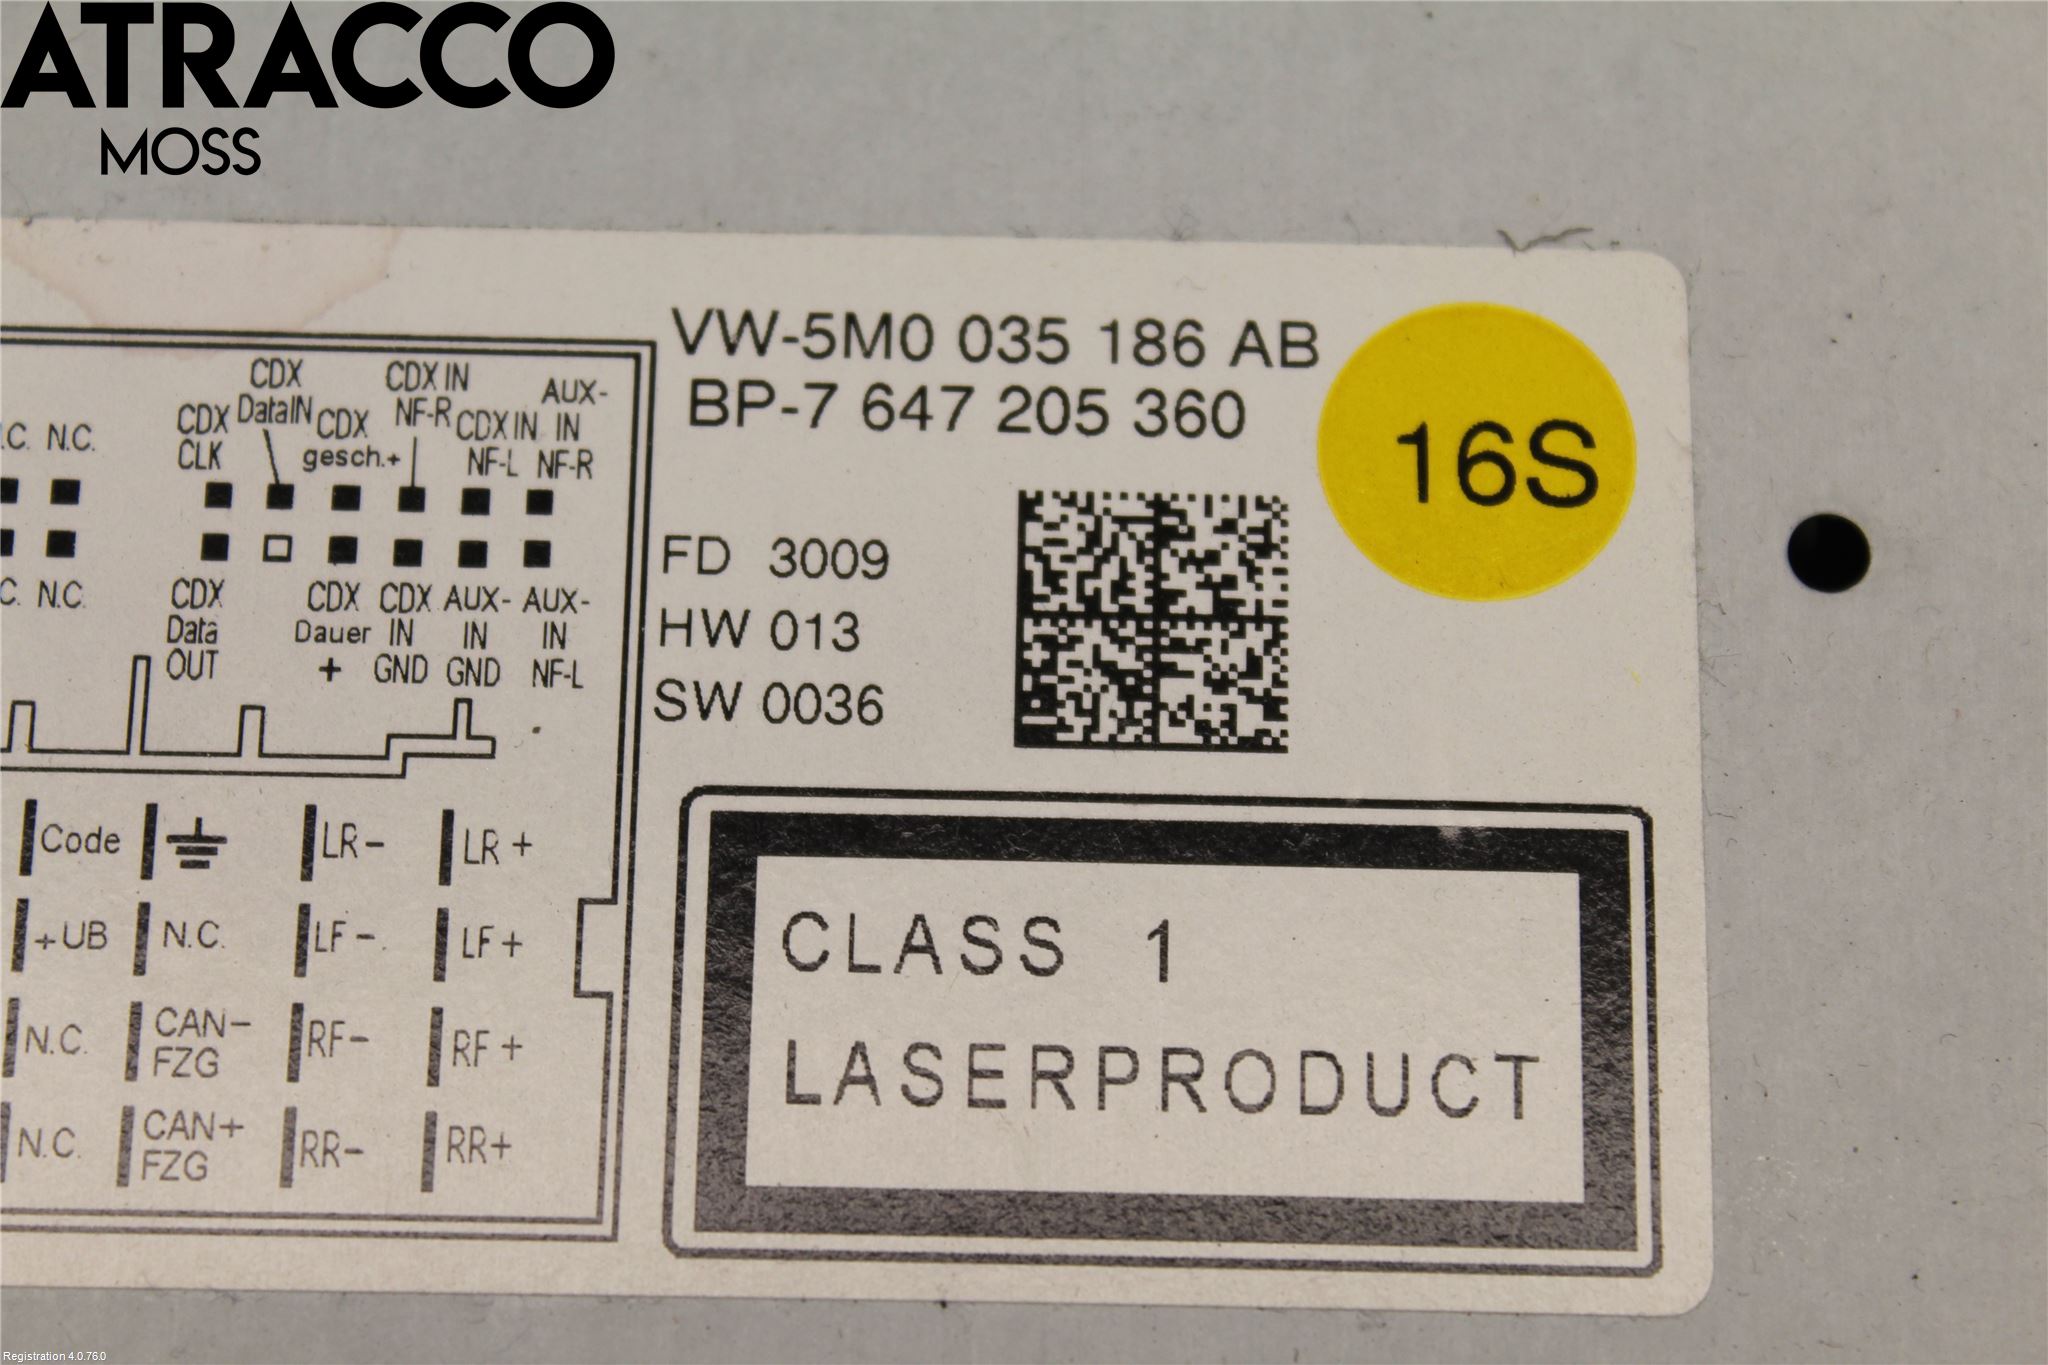 ATRACCO
MOSS
VW-5M0 035 186 AB
BP-7 647 205 360
16S
FD 3009
HW 013
SW 0036
CLASS 1
LASERPRODUCT
N.C.
CDX
CLK
CDX
DataIN
CDX
gesch.+
CDX IN
NF-R
CDX IN
NF-L
AUX-
IN
NF-R
N.C.
CDX
Data
OUT
CDX
Dauer
+
CDX
IN
GND
AUX-
IN
GND
AUX-
IN
NF-L
Code LR- LR+
+UB N.C. LF-. LF+
N.C. CAN-
FZG RF- RF+
N.C. CAN+
FZG RR- RR+
Registration 4.0.76.0